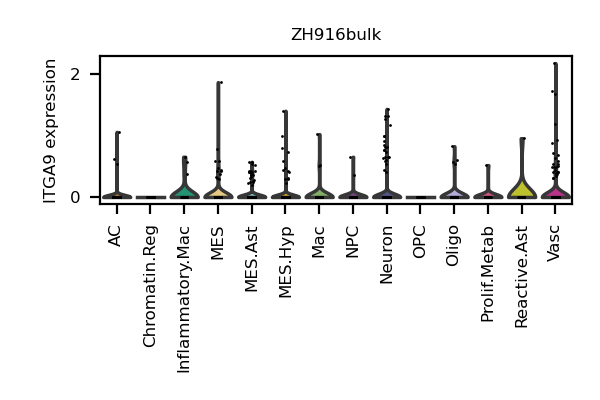 ZH916bulk
ITGA9 expression
2
0
AC
Chromatin.Reg
Inflammatory.Mac
MES
MES.Ast
MES.Hyp
Mac
NPC
Neuron
OPC
Oligo
Prolif.Metab
Reactive.Ast
Vasc